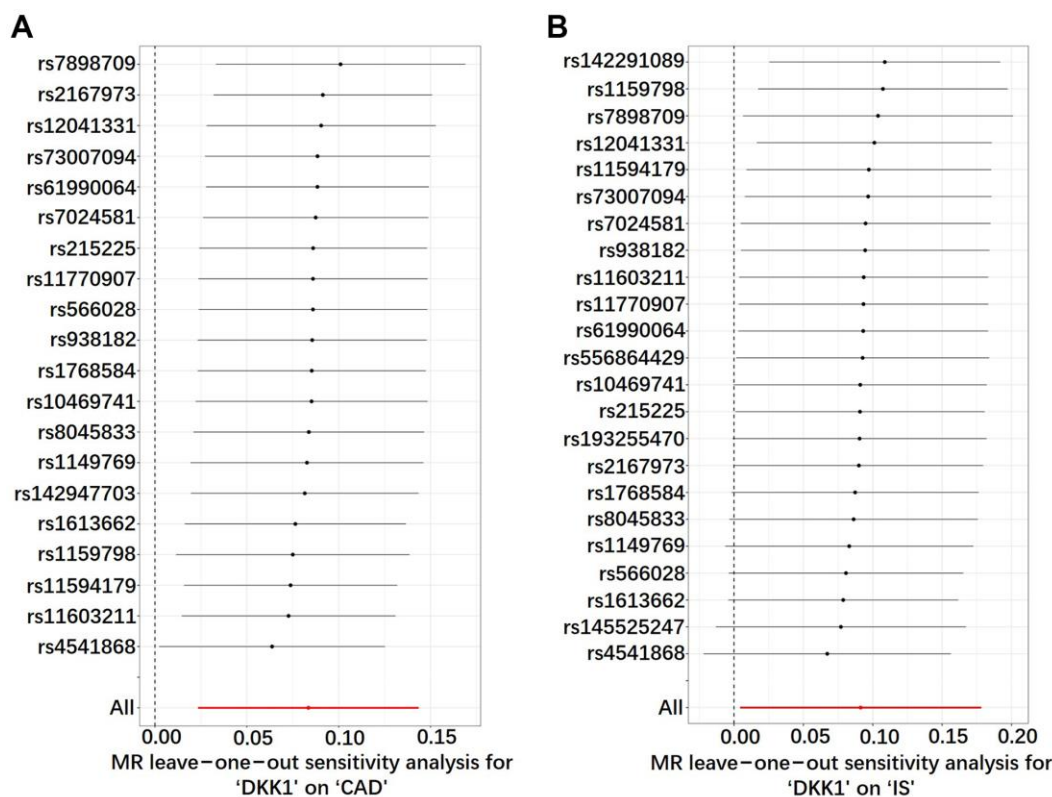 A
rs7898709
rs2167973
rs12041331
rs73007094
rs61990064
rs7024581
rs215225
rs11770907
rs566028
rs938182
rs1768584
rs10469741
rs8045833
rs1149769
rs142947703
rs1613662
rs1159798
rs11594179
rs11603211
rs4541868
All
0.00 0.05 0.10 0.15
MR leave−one−out sensitivity analysis for
‘DKK1' on ‘CAD'
B
rs142291089
rs1159798
rs7898709
rs12041331
rs11594179
rs73007094
rs7024581
rs938182
rs11603211
rs11770907
rs61990064
rs556864429
rs10469741
rs215225
rs193255470
rs2167973
rs1768584
rs8045833
rs1149769
rs566028
rs1613662
rs145525247
rs4541868
All
0.00 0.05 0.10 0.15 0.20
MR leave−one−out sensitivity analysis for
‘DKK1' on ‘IS'